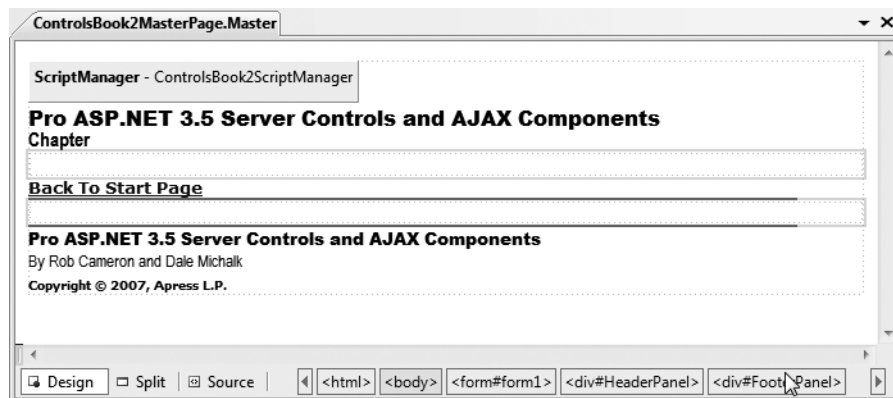 ControlsBook2MasterPage.Master
ScriptManager - ControlsBook2ScriptManager
Pro ASP.NET 3.5 Server Controls and AJAX Components
Chapter
Back To Start Page
Pro ASP.NET 3.5 Server Controls and AJAX Components
By Rob Cameron and Dale Michalk
Copyright © 2007, Apress L.P.
Design Split Source <html> <body> <form#form1> <div#HeaderPanel> <div#FooterPanel>